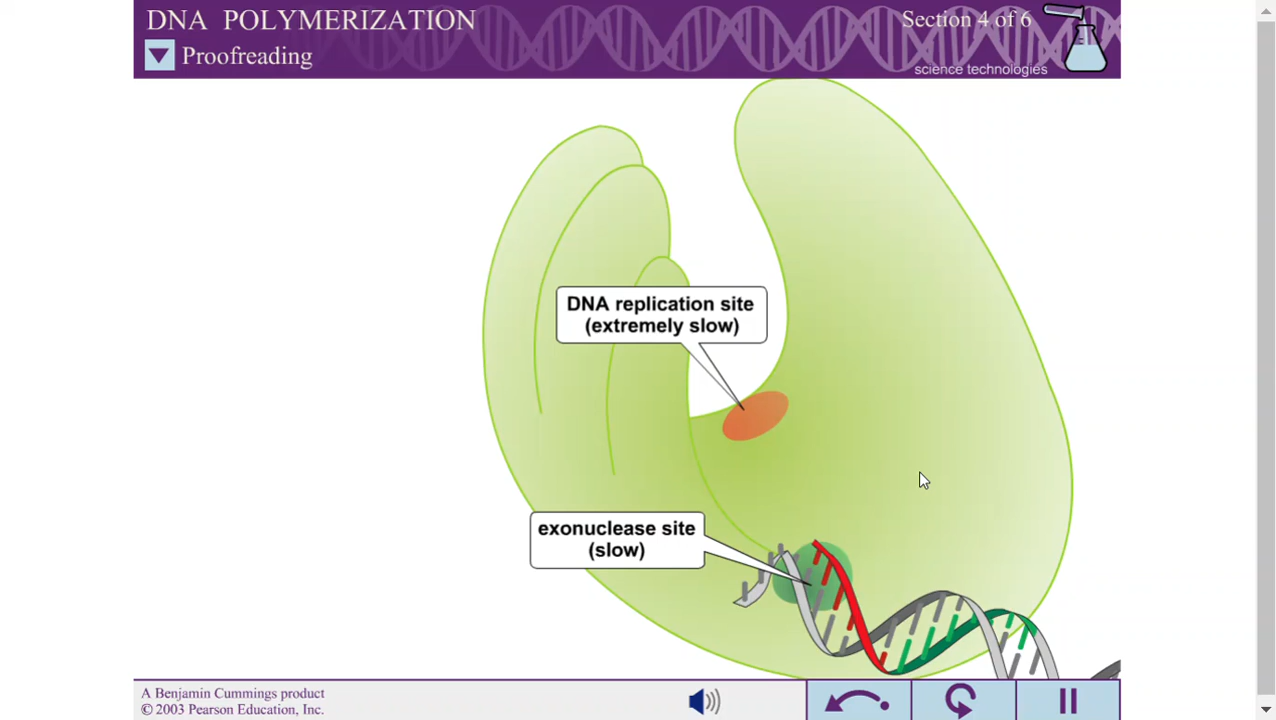 DNA POLYMERIZATION
Section 4 of 6
Proofreading
science technologies
DNA replication site
(extremely slow)
exonuclease site
(slow)
A Benjamin Cummings product
© 2003 Pearson Education, Inc.